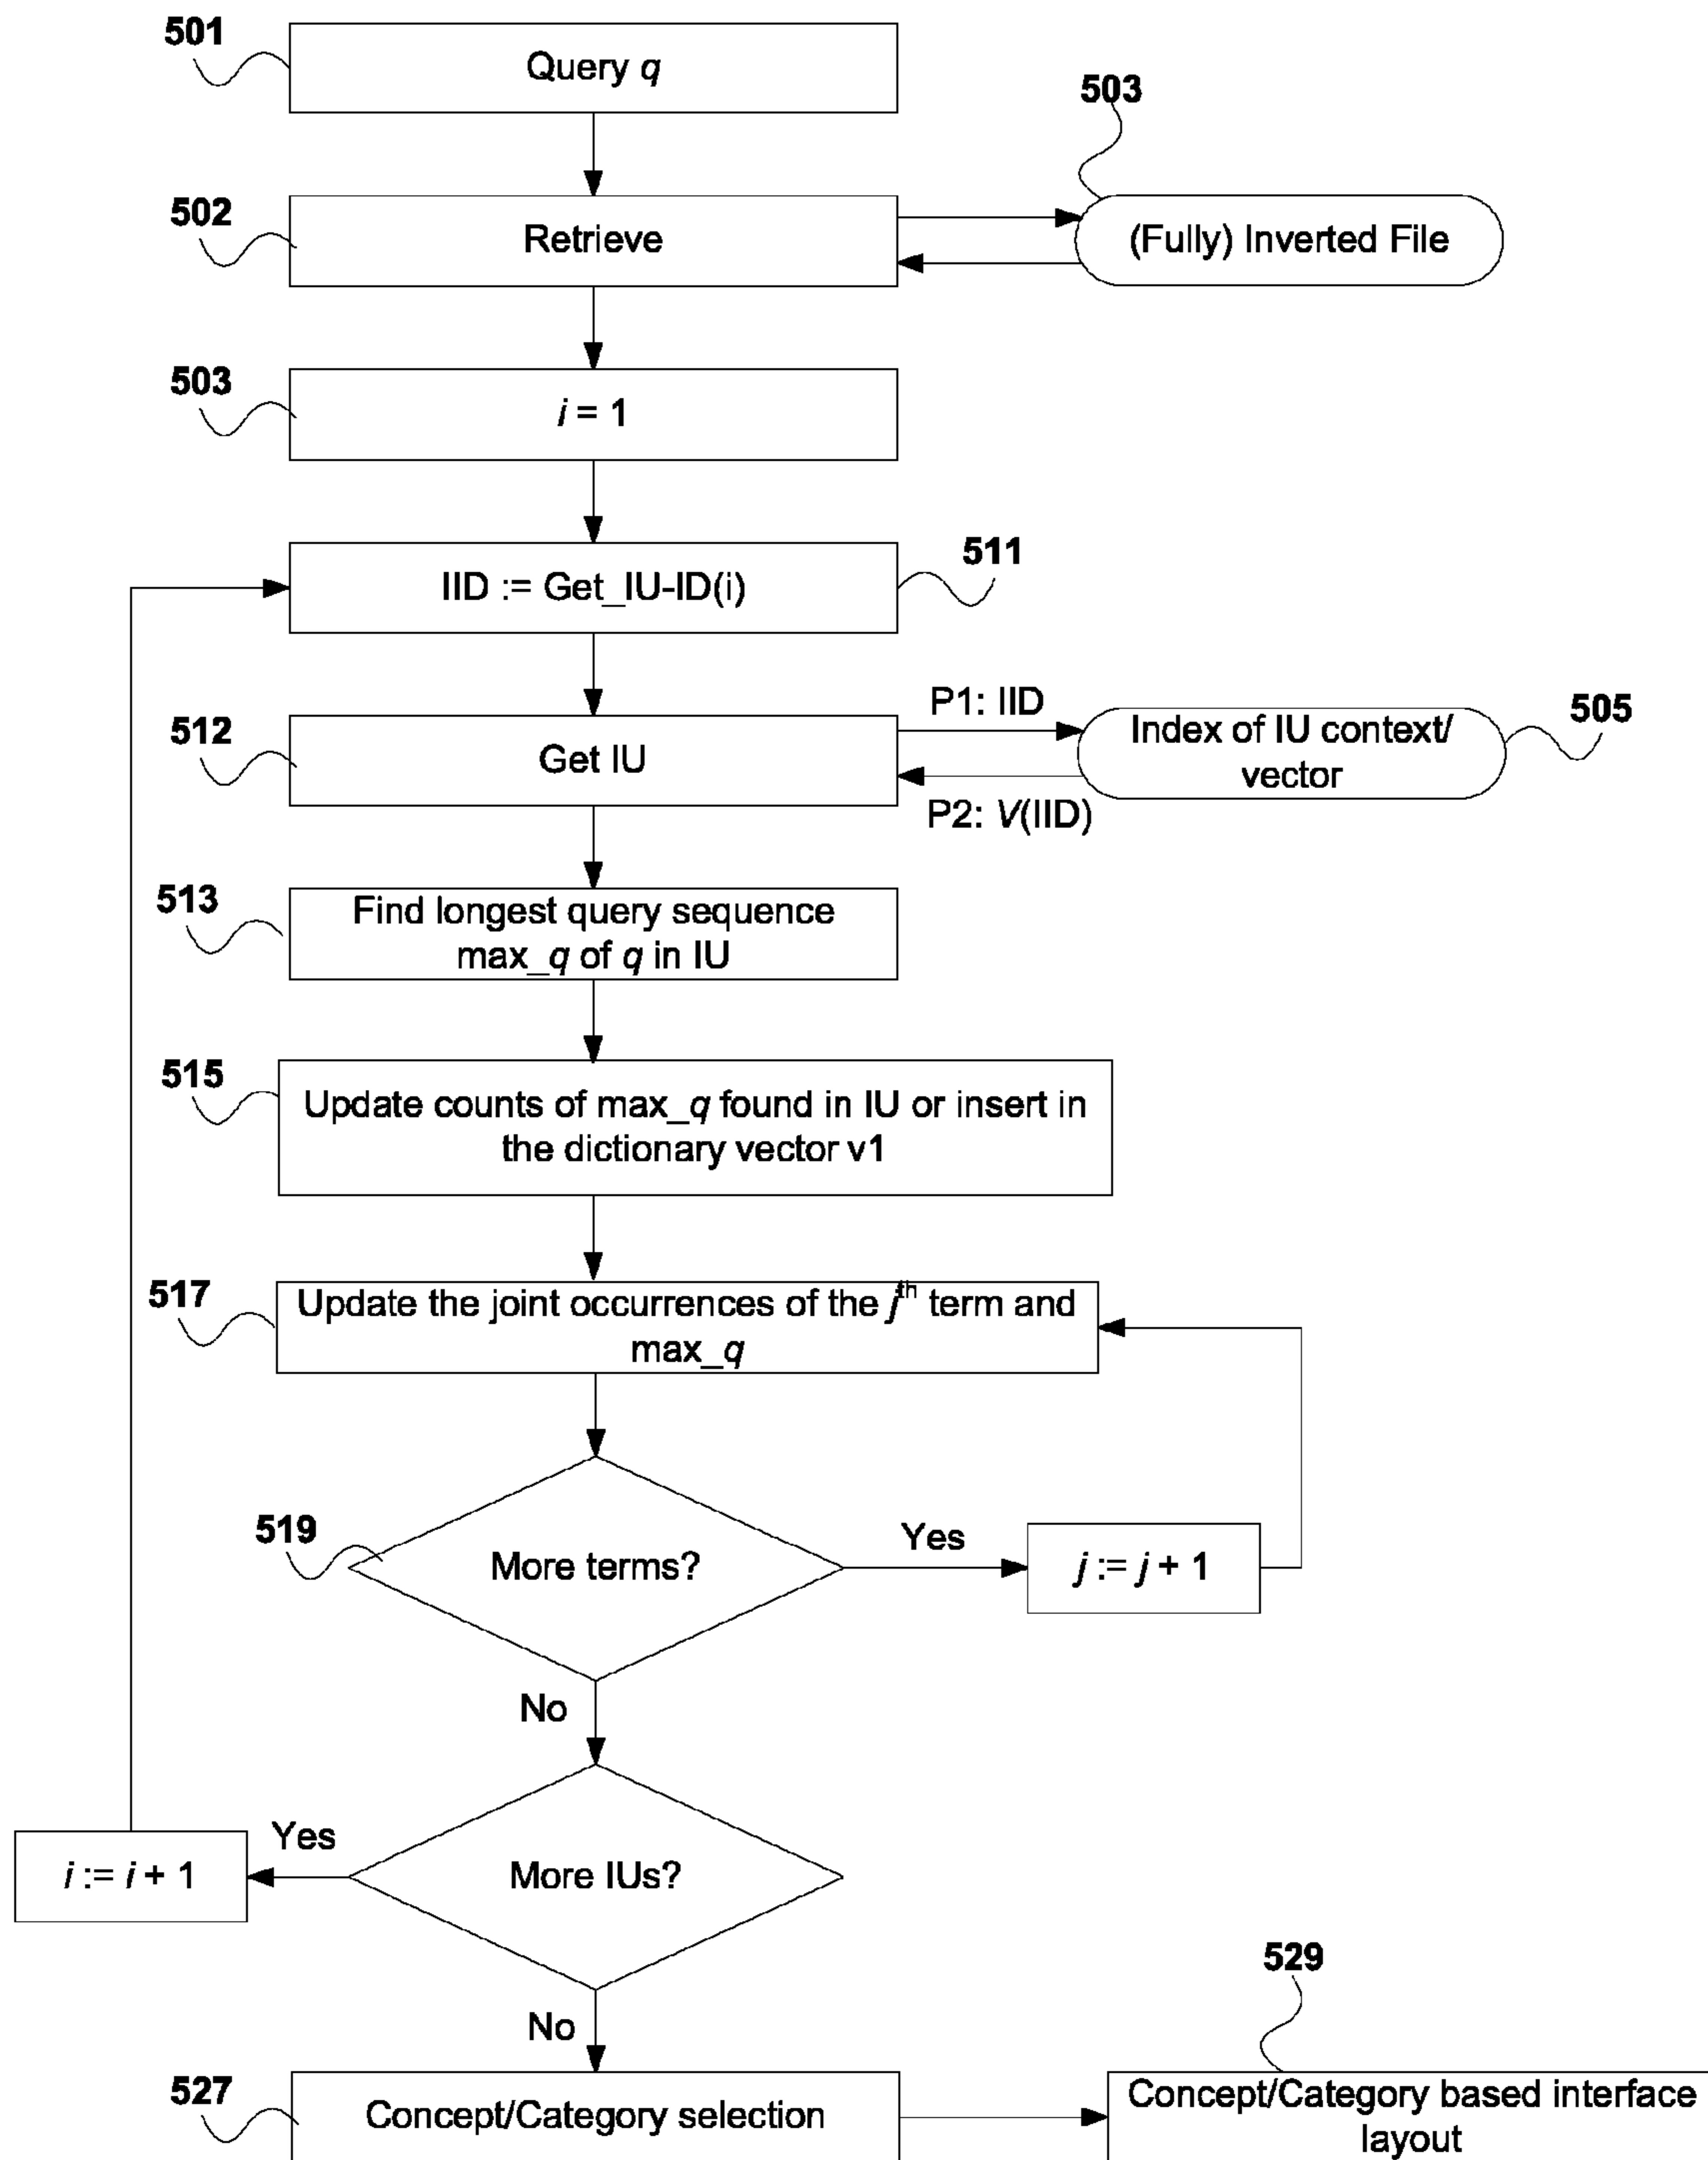 501
Query q
503
502
Retrieve
(Fully) Inverted File
503
i = 1
511
IID := Get_IU-ID(i)
P1: IID
505
512
Get IU
Index of IU context/
vector
P2: V(IID)
513
Find longest query sequence
max_q of q in IU
515
Update counts of max_q found in IU or insert in
the dictionary vector v1
517
Update the joint occurrences of the jth term and
max_q
519
More terms?
Yes
j := j + 1
No
Yes
i := i + 1
More IUs?
529
No
527
Concept/Category selection
Concept/Category based interface
layout